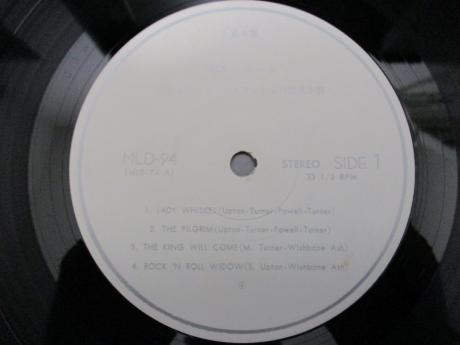 MLD-94
(MLD-94 A)
STEREO SIDE 1
33 1/3 RPM
1. LADY WHISKEY(Upton-Turner-Powell-Turner)
2. THE PILGRIM(Upton-Turner-Powell-Turner)
3. THE KING WILL COME(M. Turner-Wishbone Ash)
4. ROCK 'N ROLL WIDOW(S. Upton-Wishbone Ash)